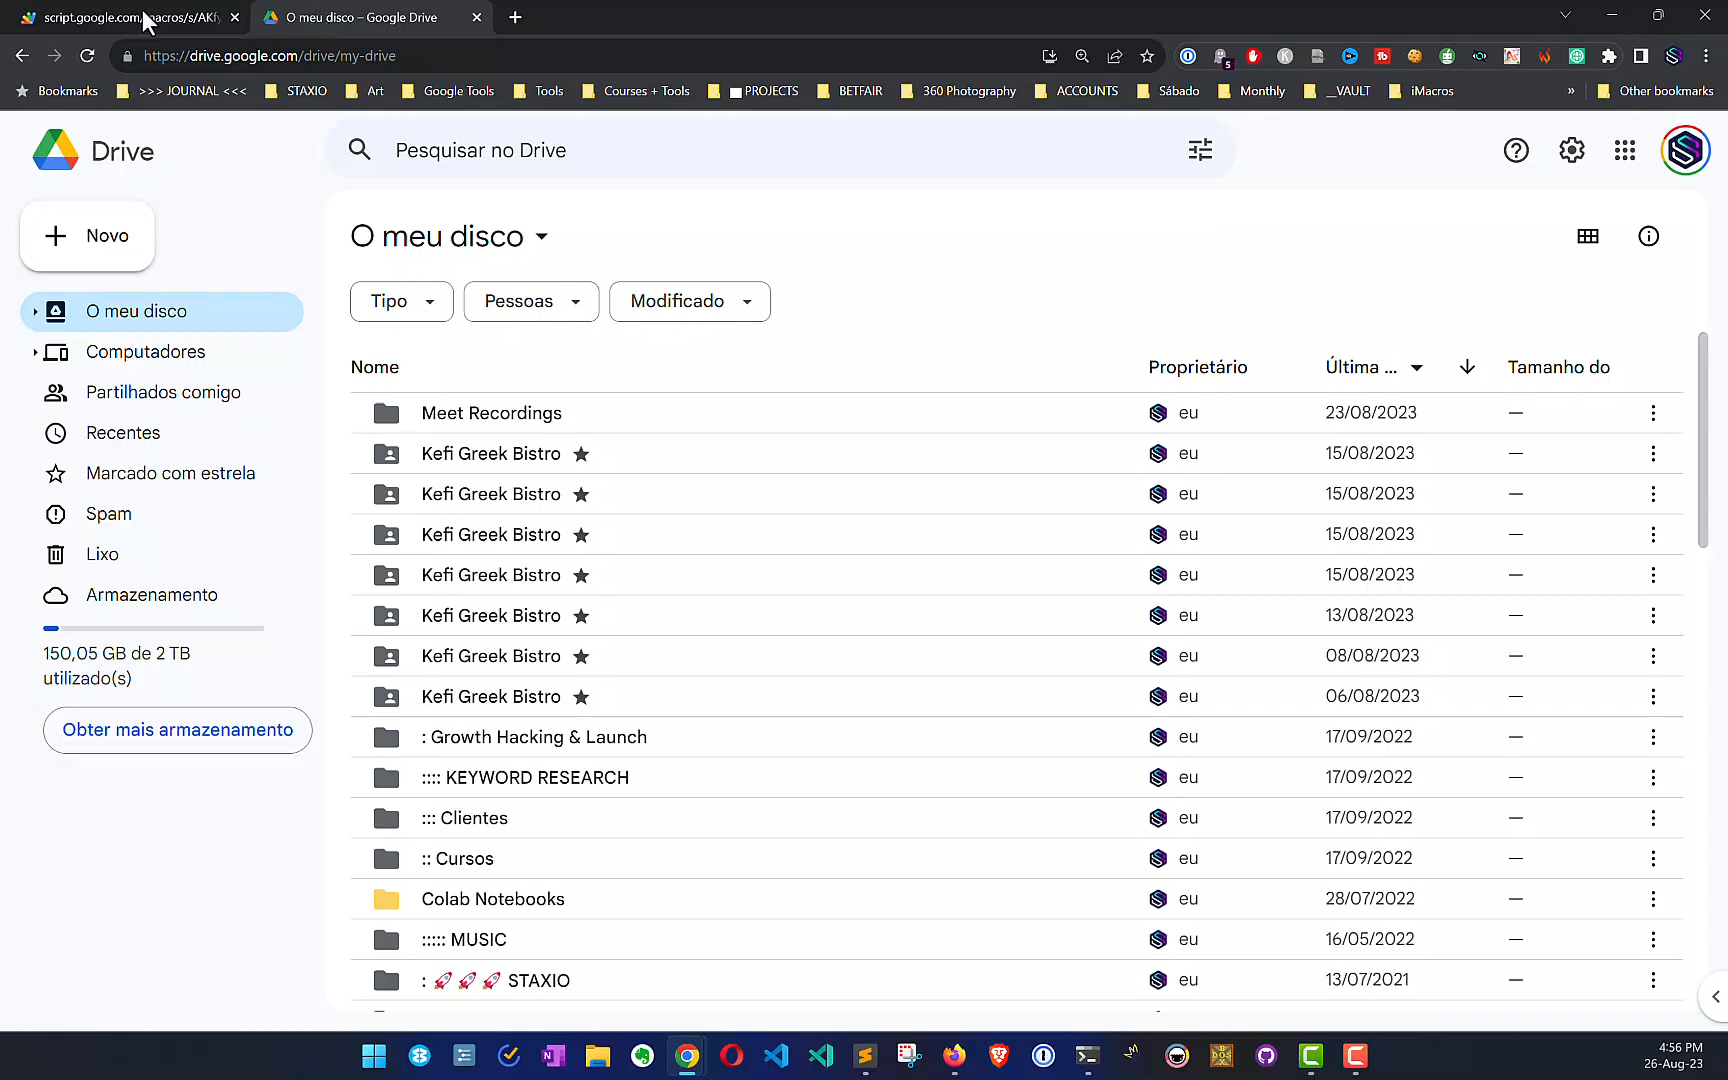 script.google.com/macros/s/AKfy
O meu disco – Google Drive
https://drive.google.com/drive/my-drive
5
Bookmarks
>>> JOURNAL <<<
STAXIO
Art
Google Tools
Tools
Courses + Tools
PROJECTS
BETFAIR
360 Photography
ACCOUNTS
Sábado
Monthly
__VAULT
iMacros
»
Other bookmarks
Drive
Pesquisar no Drive
Novo
O meu disco
Computadores
Partilhados comigo
Recentes
Marcado com estrela
Spam
Lixo
Armazenamento
150,05 GB de 2 TB
utilizado(s)
Obter mais armazenamento
O meu disco
Tipo
Pessoas
Modificado
Nome Proprietário Última ... Tamanho do
Meet Recordings eu 23/08/2023 —
Kefi Greek Bistro eu 15/08/2023 —
Kefi Greek Bistro eu 15/08/2023 —
Kefi Greek Bistro eu 15/08/2023 —
Kefi Greek Bistro eu 15/08/2023 —
Kefi Greek Bistro eu 13/08/2023 —
Kefi Greek Bistro eu 08/08/2023 —
Kefi Greek Bistro eu 06/08/2023 —
: Growth Hacking & Launch eu 17/09/2022 —
:::: KEYWORD RESEARCH eu 17/09/2022 —
::: Clientes eu 17/09/2022 —
:: Cursos eu 17/09/2022 —
Colab Notebooks eu 28/07/2022 —
::::: MUSIC eu 16/05/2022 —
: 🚀 🚀 🚀 STAXIO eu 13/07/2021 —
4:56 PM
26-Aug-23